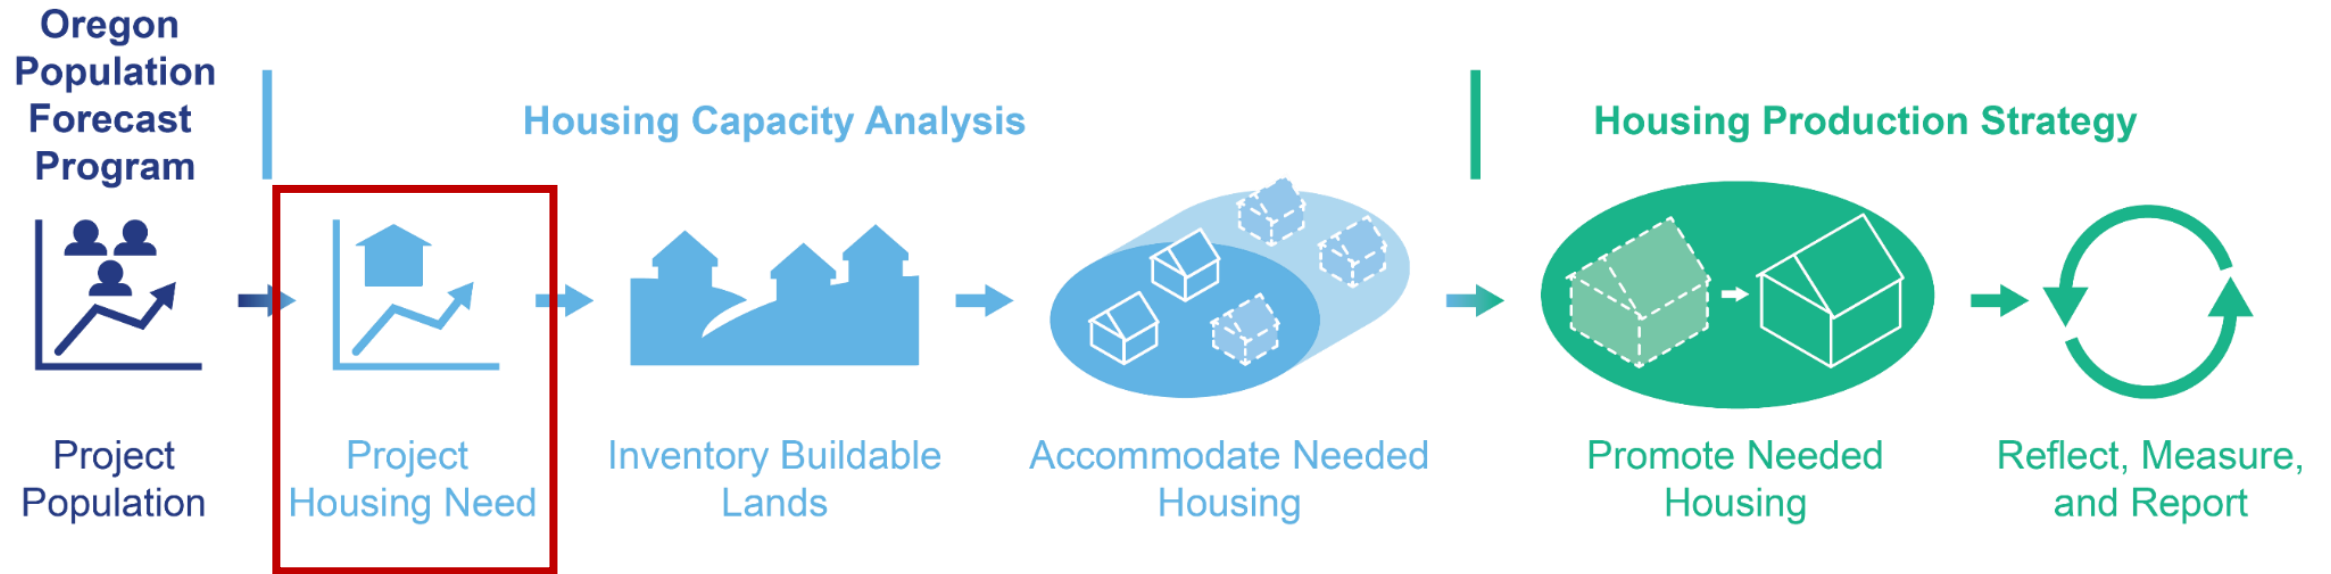 Oregon
Population
Forecast
Program
Housing Capacity Analysis
Housing Production Strategy
Project
Population
Project
Housing Need
Inventory Buildable
Lands
Accommodate Needed
Housing
Promote Needed
Housing
Reflect, Measure,
and Report